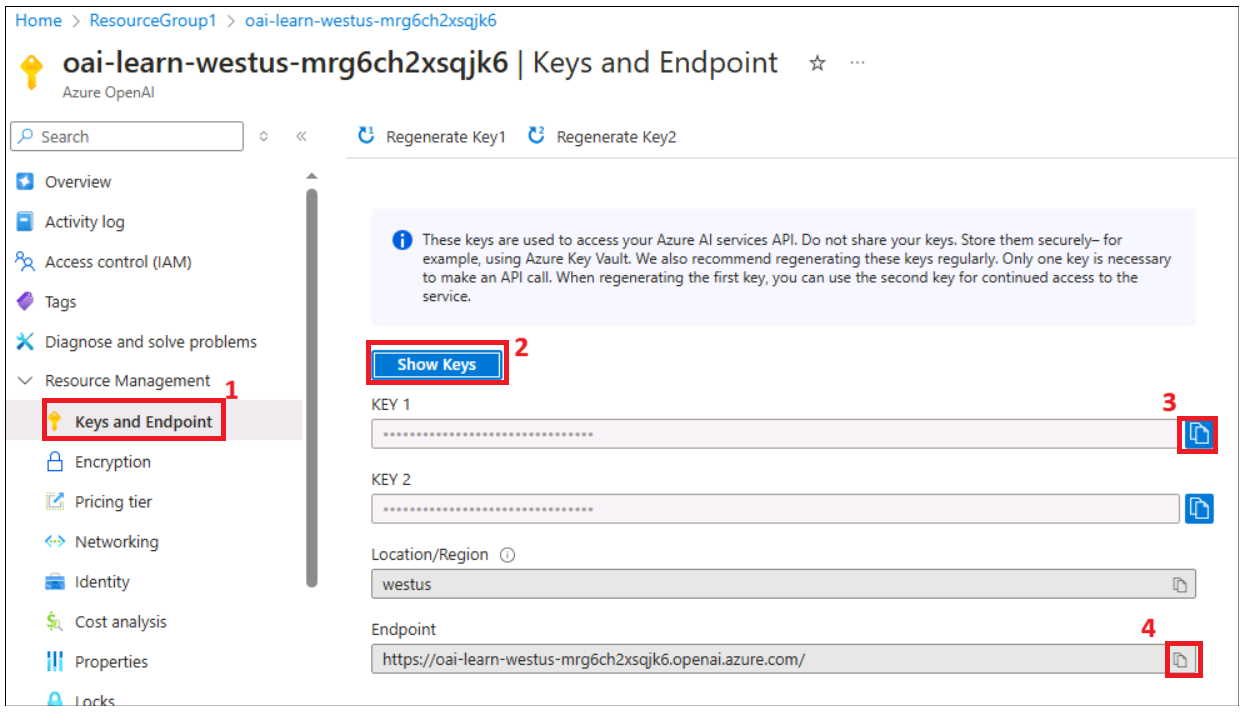 Home > ResourceGroup1 > oai-learn-westus-mrg6ch2xsqjk6
oai-learn-westus-mrg6ch2xsqjk6 | Keys and Endpoint ☆ ···
Azure OpenAI
Search
«
Regenerate Key1
Regenerate Key2
Overview
Activity log
Access control (IAM)
Tags
Diagnose and solve problems
Resource Management
1
Keys and Endpoint
Encryption
Pricing tier
Networking
Identity
Cost analysis
Properties
Locks
These keys are used to access your Azure AI services API. Do not share your keys. Store them securely– for
example, using Azure Key Vault. We also recommend regenerating these keys regularly. Only one key is necessary
to make an API call. When regenerating the first key, you can use the second key for continued access to the
service.
Show Keys
2
KEY 1
3
••••••••••••••••••••••••••••••••
KEY 2
••••••••••••••••••••••••••••••••
Location/Region
westus
Endpoint
4
https://oai-learn-westus-mrg6ch2xsqjk6.openai.azure.com/